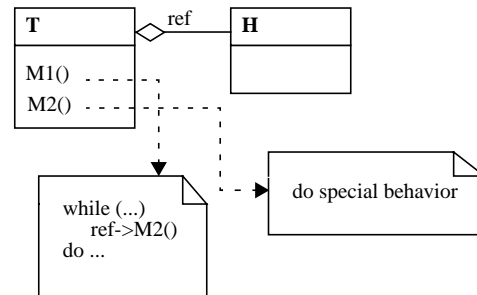 T
ref
H
M1()
M2()
while (...)
ref->M2()
do ...
do special behavior